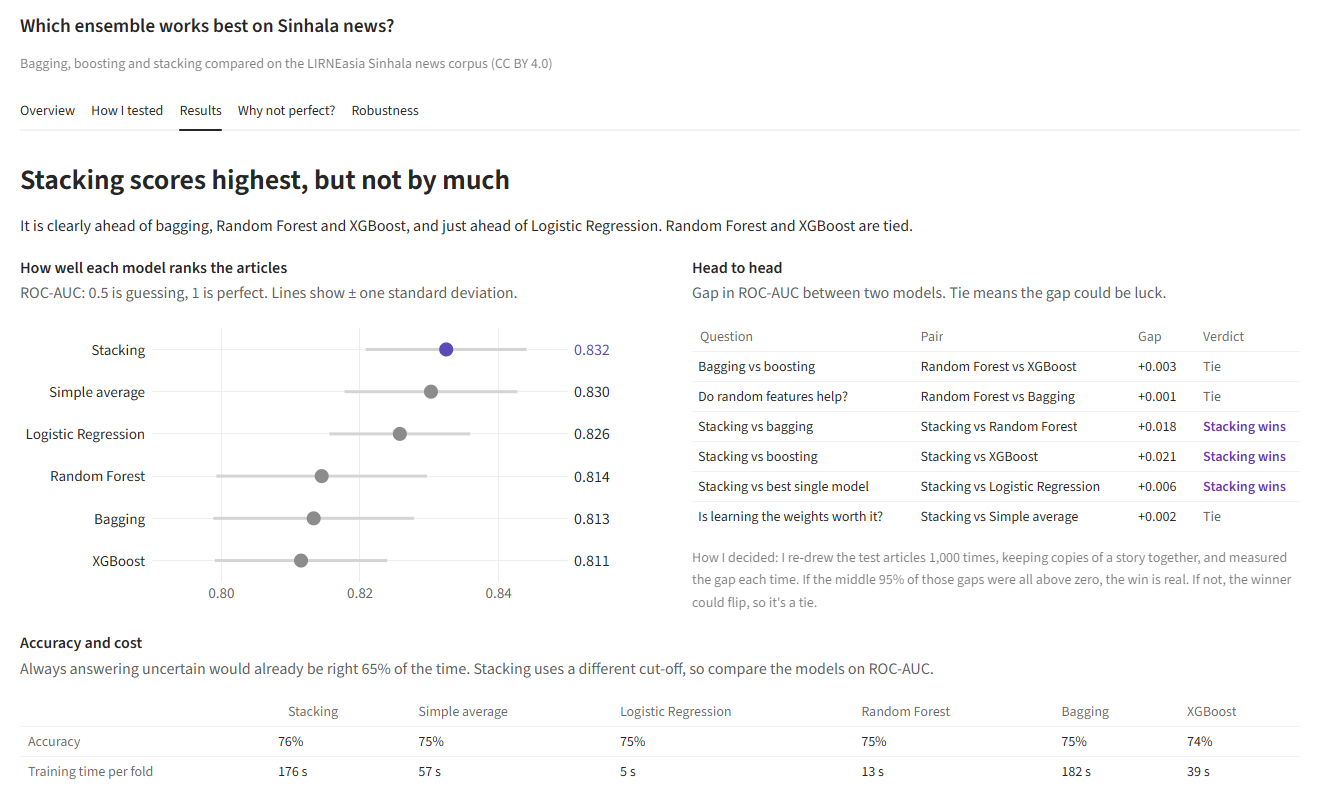 Which ensemble works best on Sinhala news?
Bagging, boosting and stacking compared on the LIRNEasia Sinhala news corpus (CC BY 4.0)
Overview How I tested Results Why not perfect? Robustness
Stacking scores highest, but not by much
It is clearly ahead of bagging, Random Forest and XGBoost, and just ahead of Logistic Regression. Random Forest and XGBoost are tied.
How well each model ranks the articles
ROC-AUC: 0.5 is guessing, 1 is perfect. Lines show ± one standard deviation.
Stacking 0.832
Simple average 0.830
Logistic Regression 0.826
Random Forest 0.814
Bagging 0.813
XGBoost 0.811
0.80 0.82 0.84
Head to head
Gap in ROC-AUC between two models. Tie means the gap could be luck.
Question Pair Gap Verdict
Bagging vs boosting Random Forest vs XGBoost +0.003 Tie
Do random features help? Random Forest vs Bagging +0.001 Tie
Stacking vs bagging Stacking vs Random Forest +0.018 Stacking wins
Stacking vs boosting Stacking vs XGBoost +0.021 Stacking wins
Stacking vs best single model Stacking vs Logistic Regression +0.006 Stacking wins
Is learning the weights worth it? Stacking vs Simple average +0.002 Tie
How I decided: I re-drew the test articles 1,000 times, keeping copies of a story together, and measured
the gap each time. If the middle 95% of those gaps were all above zero, the win is real. If not, the winner
could flip, so it's a tie.
Accuracy and cost
Always answering uncertain would already be right 65% of the time. Stacking uses a different cut-off, so compare the models on ROC-AUC.
Stacking Simple average Logistic Regression Random Forest Bagging XGBoost
Accuracy 76% 75% 75% 75% 75% 74%
Training time per fold 176 s 57 s 5 s 13 s 182 s 39 s